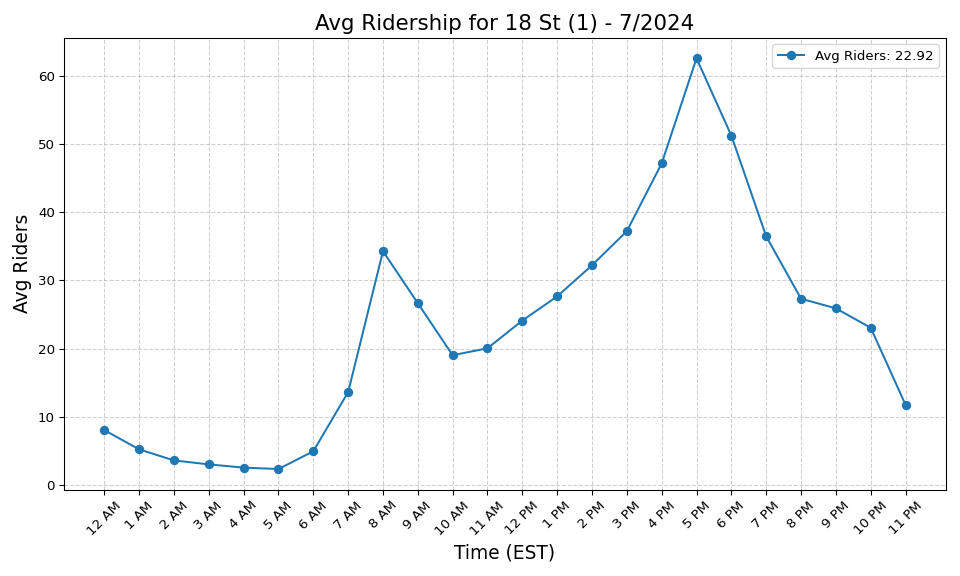 Avg Ridership for 18 St (1) - 7/2024
Avg Riders: 22.92
Avg Riders
60
50
40
30
20
10
0
12 AM
1 AM
2 AM
3 AM
4 AM
5 AM
6 AM
7 AM
8 AM
9 AM
10 AM
11 AM
12 PM
1 PM
2 PM
3 PM
4 PM
5 PM
6 PM
7 PM
8 PM
9 PM
10 PM
11 PM
Time (EST)